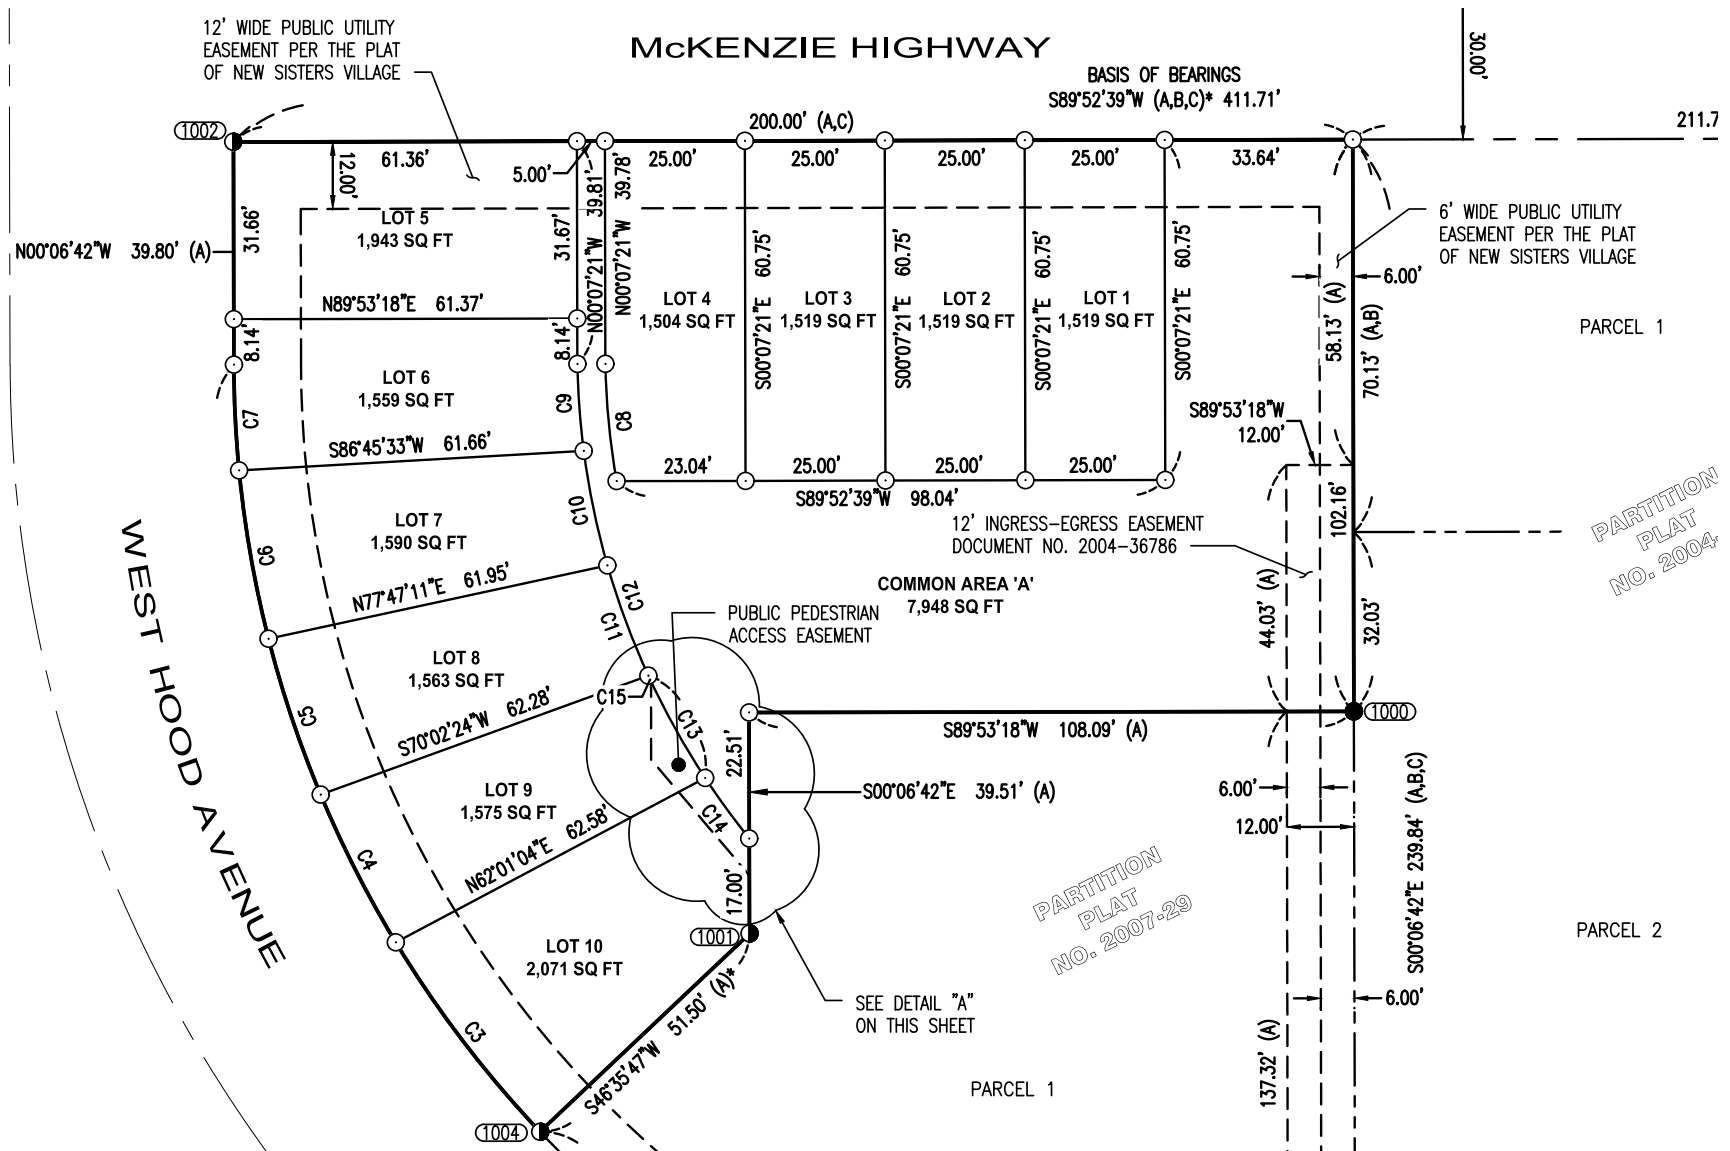 12' WIDE PUBLIC UTILITY
EASEMENT PER THE PLAT
OF NEW SISTERS VILLAGE
McKENZIE HIGHWAY
BASIS OF BEARINGS
S89°52'39"W (A,B,C)* 411.71'
30.00'
1002
200.00' (A,C)
211.7
61.36'
5.00'
25.00'
25.00'
25.00'
25.00'
33.64'
12.00'
39.81'
N00°07'21"W
39.78'
N00°07'21"W
31.66'
31.67'
LOT 5
1,943 SQ FT
N00°06'42"W 39.80' (A)
6' WIDE PUBLIC UTILITY
EASEMENT PER THE PLAT
OF NEW SISTERS VILLAGE
6.00'
S00°07'21"E 60.75'
S00°07'21"E 60.75'
S00°07'21"E 60.75'
S00°07'21"E 60.75'
LOT 4
1,504 SQ FT
LOT 3
1,519 SQ FT
LOT 2
1,519 SQ FT
LOT 1
1,519 SQ FT
58.13' (A)
70.13' (A,B)
PARCEL 1
N89°53'18"E 61.37'
8.14'
8.14'
LOT 6
1,559 SQ FT
C7
C9
C8
S89°53'18"W
12.00'
S86°45'33"W 61.66'
23.04'
25.00'
25.00'
25.00'
S89°52'39"W 98.04'
102.16'
PARTITION
PLAT
NO. 2004-
LOT 7
1,590 SQ FT
C10
C6
12' INGRESS-EGRESS EASEMENT
DOCUMENT NO. 2004-36786
N77°47'11"E 61.95'
C12
C11
COMMON AREA 'A'
7,948 SQ FT
44.03' (A)
32.03'
PUBLIC PEDESTRIAN
ACCESS EASEMENT
WEST HOOD AVENUE
LOT 8
1,563 SQ FT
C15
C5
S70°02'24"W 62.28'
C13
1000
S89°53'18"W 108.09' (A)
22.51'
LOT 9
1,575 SQ FT
S00°06'42"E 39.51' (A)
6.00'
12.00'
C14
C4
N62°01'04"E 62.58'
S00°06'42"E 239.84' (A,B,C)
17.00'
PARTITION
PLAT
NO. 2007-29
PARCEL 2
1001
LOT 10
2,071 SQ FT
6.00'
SEE DETAIL "A"
ON THIS SHEET
C3
S46°35'47"W 51.50' (A)*
137.32' (A)
PARCEL 1
1004